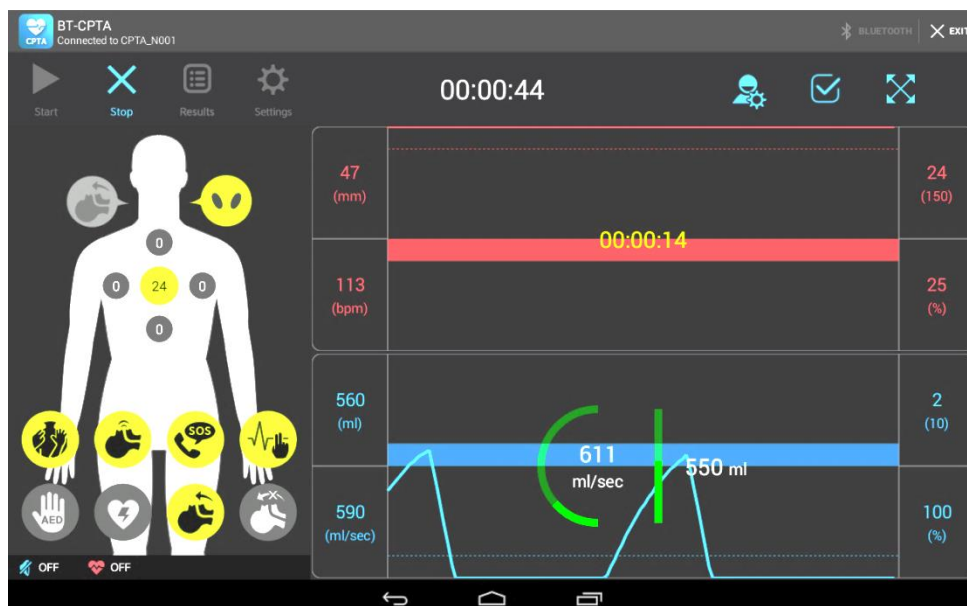 BT-CPTA
Connected to CPTA_N001
CPTA
BLUETOOTH
EXIT
Start
Stop
Results
Settings
00:00:44
0
0
24
0
0
SOS
AED
OFF
OFF
47
(mm)
00:00:14
24
(150)
113
(bpm)
25
(%)
560
(ml)
611
ml/sec
550 ml
2
(10)
590
(ml/sec)
100
(%)